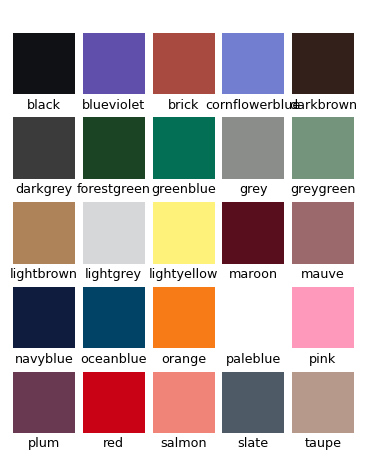 black blueviolet brick cornflowerblue darkbrown
darkgrey forestgreen greenblue grey greygreen
lightbrown lightgrey lightyellow maroon mauve
navyblue oceanblue orange paleblue pink
plum red salmon slate taupe